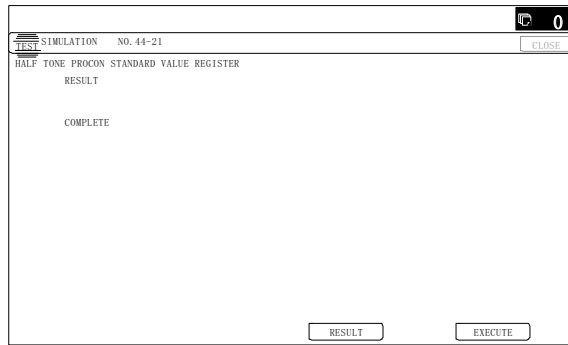 0
TEST SIMULATION NO. 44-21
CLOSE
HALF TONE PROCON STANDARD VALUE REGISTER
RESULT
COMPLETE
RESULT EXECUTE